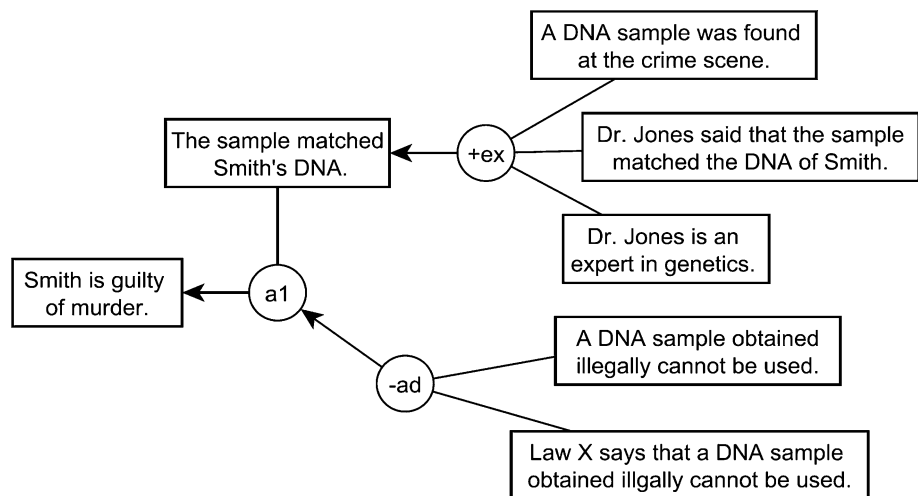 A DNA sample was found
at the crime scene.
The sample matched
Smith's DNA.
+ex
Dr. Jones said that the sample
matched the DNA of Smith.
Dr. Jones is an
expert in genetics.
Smith is guilty
of murder.
a1
A DNA sample obtained
illegally cannot be used.
-ad
Law X says that a DNA sample
obtained illgally cannot be used.